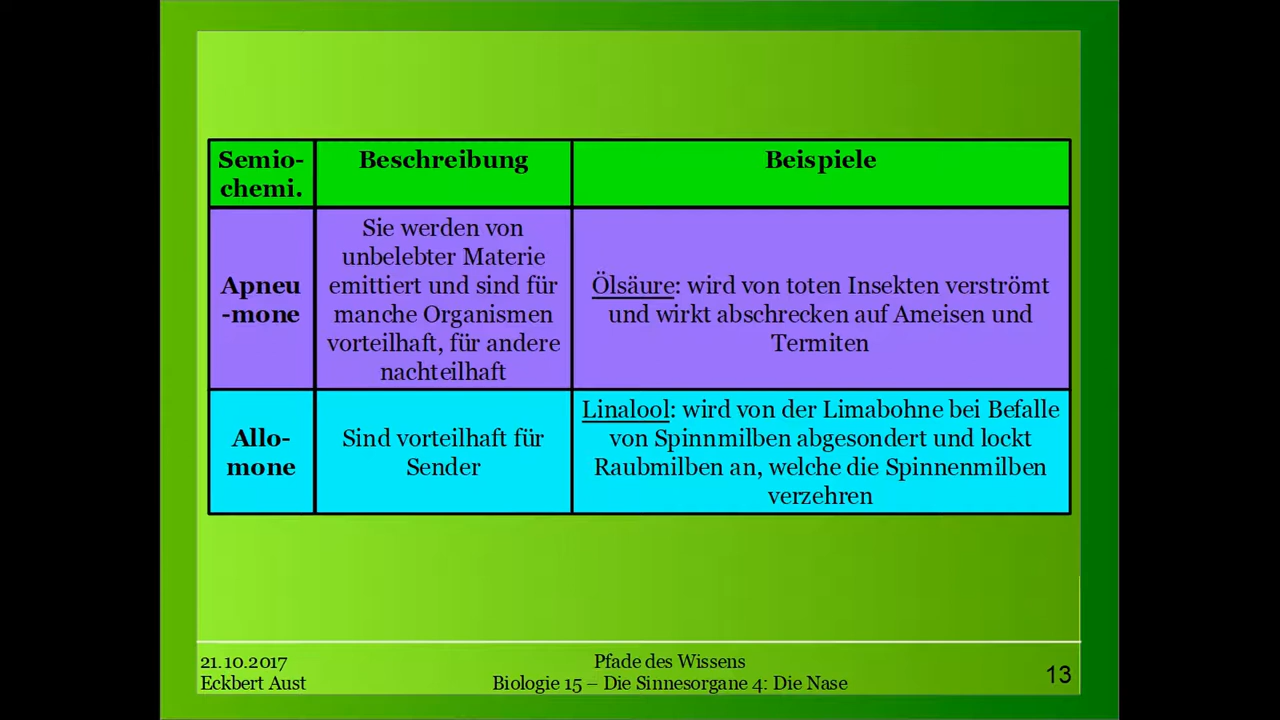 Semio-
chemi.
Beschreibung
Beispiele
Apneu
-mone
Sie werden von
unbelebter Materie
emittiert und sind für
manche Organismen
vorteilhaft, für andere
nachteilhaft
Ölsäure: wird von toten Insekten verströmt
und wirkt abschrecken auf Ameisen und
Termiten
Allo-
mone
Sind vorteilhaft für
Sender
Linalool: wird von der Limabohne bei Befalle
von Spinnmilben abgesondert und lockt
Raubmilben an, welche die Spinnenmilben
verzehren
21.10.2017
Eckbert Aust
Pfade des Wissens
Biologie 15 – Die Sinnesorgane 4: Die Nase
13